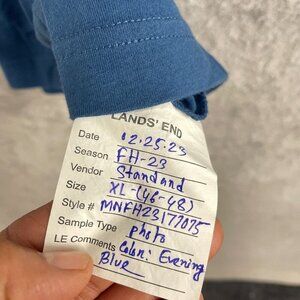 LANDS' END
Date 02.25.23
Season FH-23
Vendor Standard
Size XL-(46-48)
Style # MNFH23177075
Sample Type photo
LE Comments Color: Evening
Blue